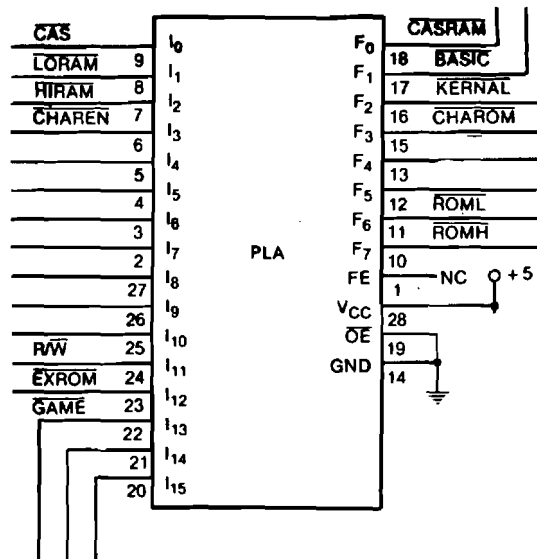 CAS I0 F0 CASRAM
9 18
LORAM I1 F1 BASIC
8 17
HIRAM I2 F2 KERNAL
7 16
CHAREN I3 F3 CHAROM
6 15
I4 F4
5 13
I5 F5
4 12 ROML
I6 F6
3 11 ROMH
I7 PLA F7
2 10
I8 FE NC +5
27 1
I9 VCC
26 28
I10 OE
R/W 25 19
I11 GND
EXROM 24 14
I12
GAME 23
I13
22
I14
21
I15
20